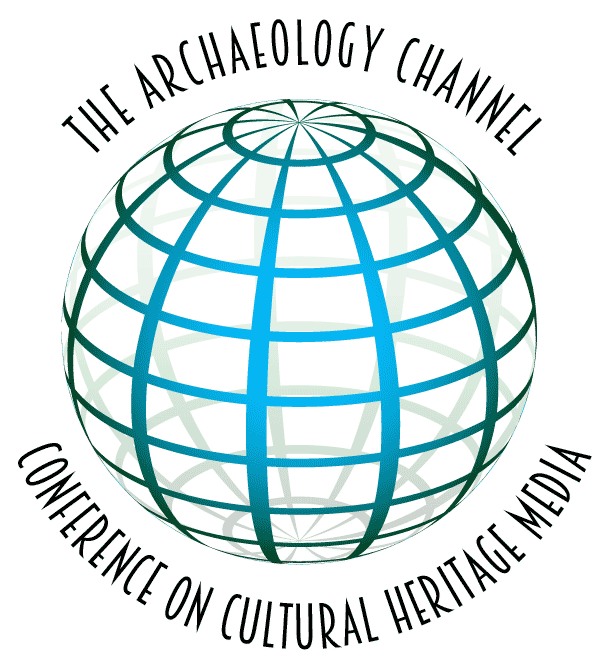 THE ARCHAEOLOGY CHANNEL
CONFERENCE ON CULTURAL HERITAGE MEDIA